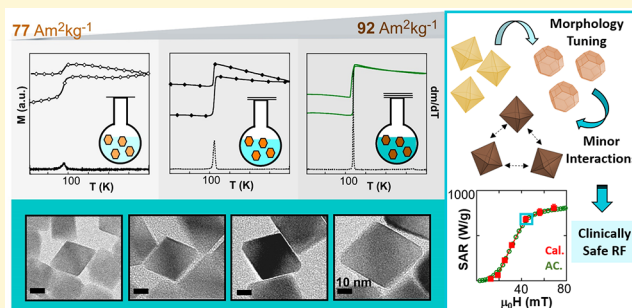 77 Am²kg⁻¹
92 Am²kg⁻¹
M (a.u.)
dm/dT
100
T (K)
100
T (K)
100
T (K)
10 nm
Morphology
Tuning
Minor
Interaction
Clinically
Safe RF
1000
SAR (W/g)
0
Cal.
AC.
0
40
80
μ₀H (mT)